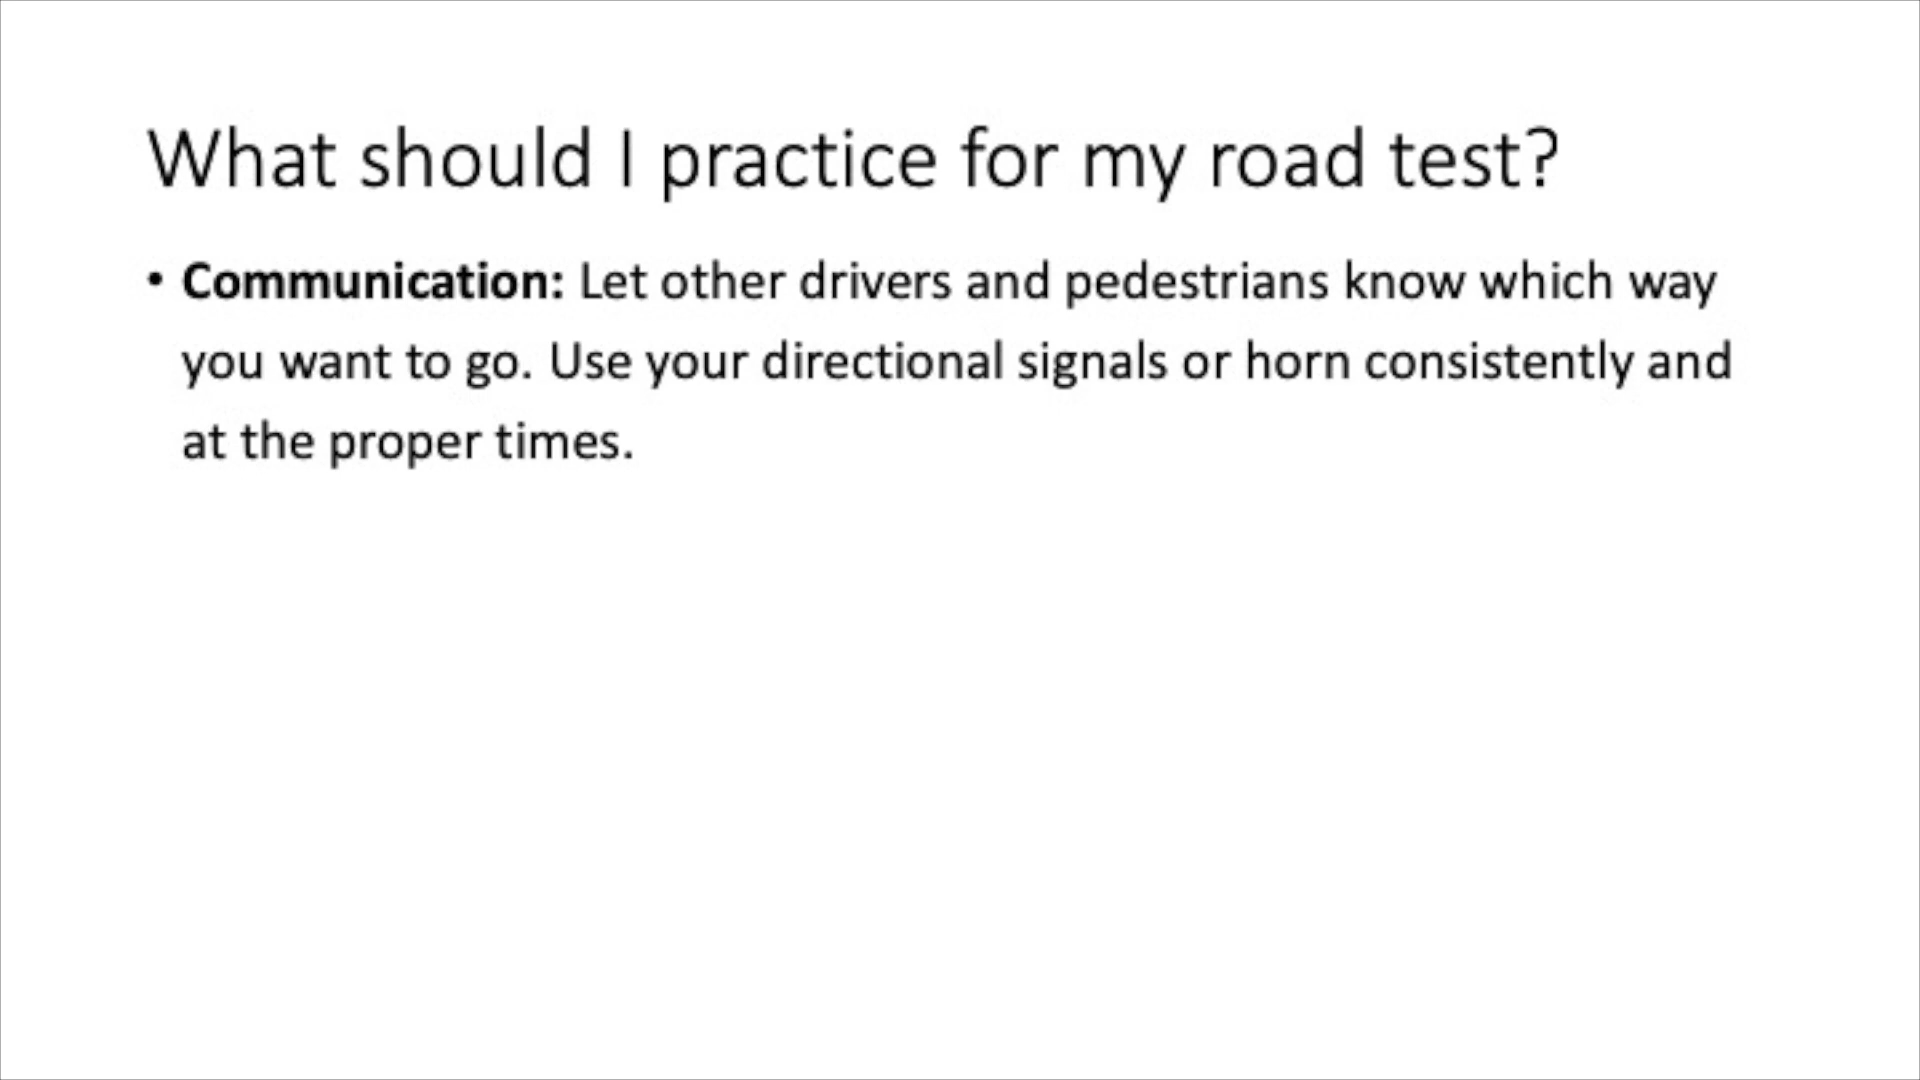 What should I practice for my road test?
• Communication: Let other drivers and pedestrians know which way
you want to go. Use your directional signals or horn consistently and
at the proper times.